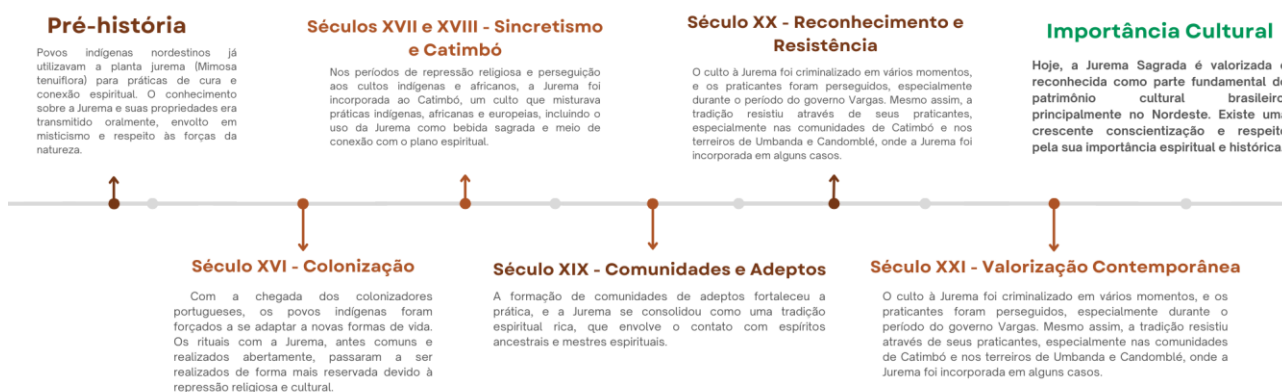 Pré-história
Povos indígenas nordestinos já
utilizavam a planta jurema (Mimosa
tenuiflora) para práticas de cura e
conexão espiritual. O conhecimento
sobre a Jurema e suas propriedades era
transmitido oralmente, envolto em
misticismo e respeito às forças da
natureza.
Séculos XVII e XVIII - Sincretismo
e Catimbó
Nos períodos de repressão religiosa e perseguição
aos cultos indígenas e africanos, a Jurema foi
incorporada ao Catimbó, um culto que misturava
práticas indígenas, africanas e europeias, incluindo o
uso da Jurema como bebida sagrada e meio de
conexão com o plano espiritual.
Século XX - Reconhecimento e
Resistência
O culto à Jurema foi criminalizado em vários momentos,
e os praticantes foram perseguidos, especialmente
durante o período do governo Vargas. Mesmo assim, a
tradição resistiu através de seus praticantes,
especialmente nas comunidades de Catimbó e nos
terreiros de Umbanda e Candomblé, onde a Jurema foi
incorporada em alguns casos.
Importância Cultural
Hoje, a Jurema Sagrada é valorizada e
reconhecida como parte fundamental do
patrimônio cultural brasileiro
principalmente no Nordeste. Existe uma
crescente conscientização e respeito
pela sua importância espiritual e histórica.
Século XVI - Colonização
Com a chegada dos colonizadores
portugueses, os povos indígenas foram
forçados a se adaptar a novas formas de vida.
Os rituais com a Jurema, antes comuns e
realizados abertamente, passaram a ser
realizados de forma mais reservada devido à
repressão religiosa e cultural.
Século XIX - Comunidades e Adeptos
A formação de comunidades de adeptos fortaleceu a
prática, e a Jurema se consolidou como uma tradição
espiritual rica, que envolve o contato com espíritos
ancestrais e mestres espirituais.
Século XXI - Valorização Contemporânea
O culto à Jurema foi criminalizado em vários momentos, e os
praticantes foram perseguidos, especialmente durante o
período do governo Vargas. Mesmo assim, a tradição resistiu
através de seus praticantes, especialmente nas comunidades
de Catimbó e nos terreiros de Umbanda e Candomblé, onde a
Jurema foi incorporada em alguns casos.